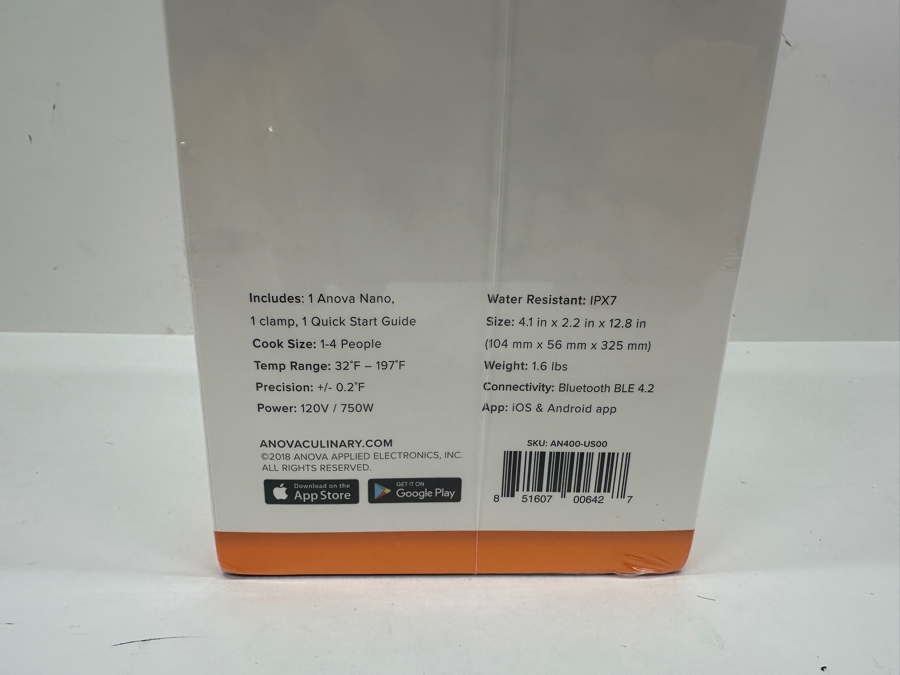 Includes: 1 Anova Nano,
1 clamp, 1 Quick Start Guide
Cook Size: 1-4 People
Temp Range: 32˚F – 197˚F
Precision: +/- 0.2˚F
Power: 120V / 750W
Water Resistant: IPX7
Size: 4.1 in x 2.2 in x 12.8 in
(104 mm x 56 mm x 325 mm)
Weight: 1.6 lbs
Connectivity: Bluetooth BLE 4.2
App: iOS & Android app
ANOVACULINARY.COM
©2018 ANOVA APPLIED ELECTRONICS, INC.
ALL RIGHTS RESERVED.
Download on the
App Store
GET IT ON
Google Play
SKU: AN400-US00
8 51607 00642 7